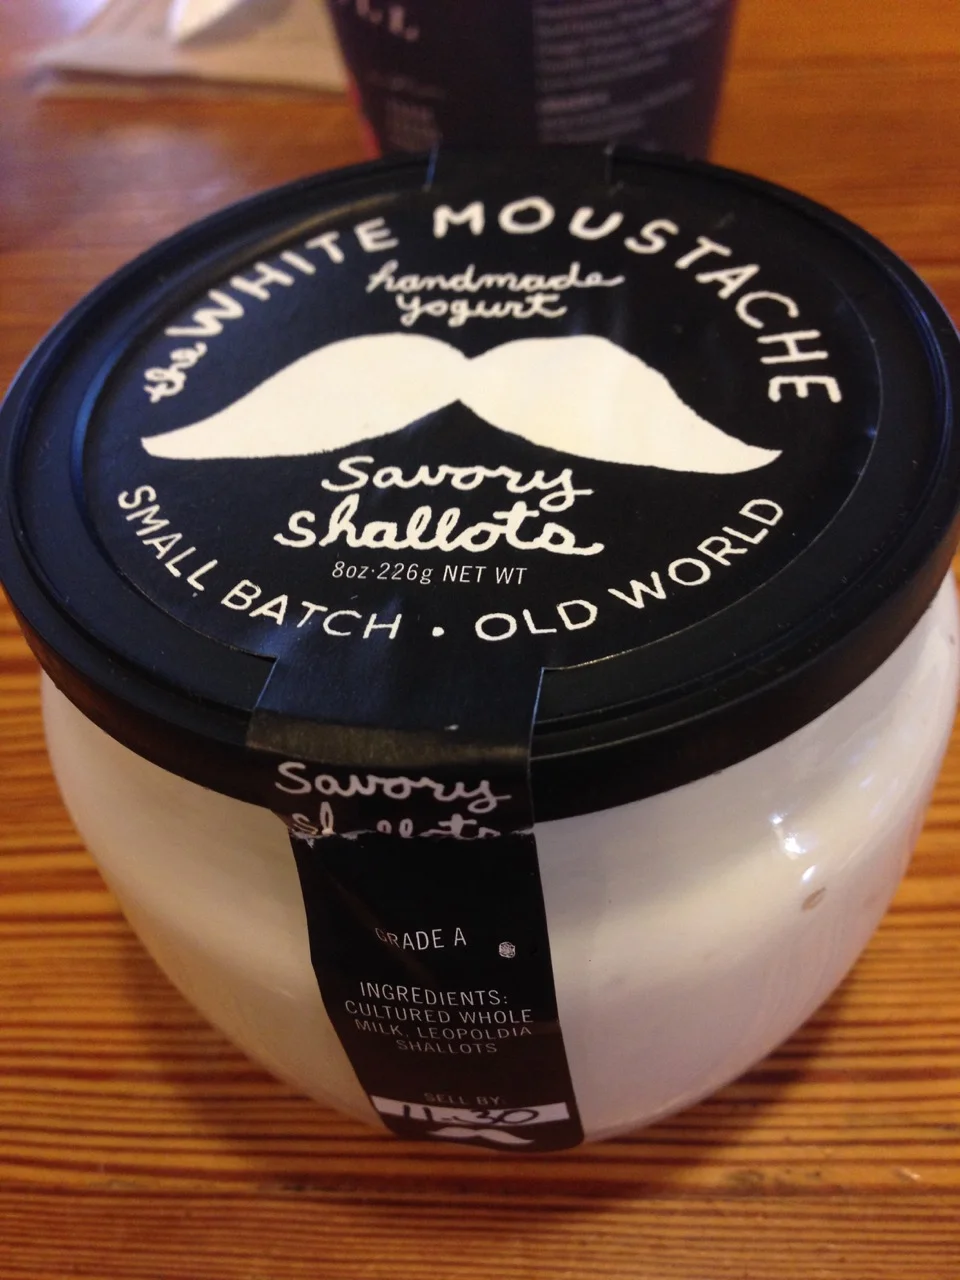 the WHITE MOUSTACHE
handmade
yogurt
Savory
shallots
8oz·226g NET WT
SMALL BATCH · OLD WORLD
Savory
shallots
GRADE A
INGREDIENTS:
CULTURED WHOLE
MILK, LEOPOLDIA
SHALLOTS
SELL BY:
11-30